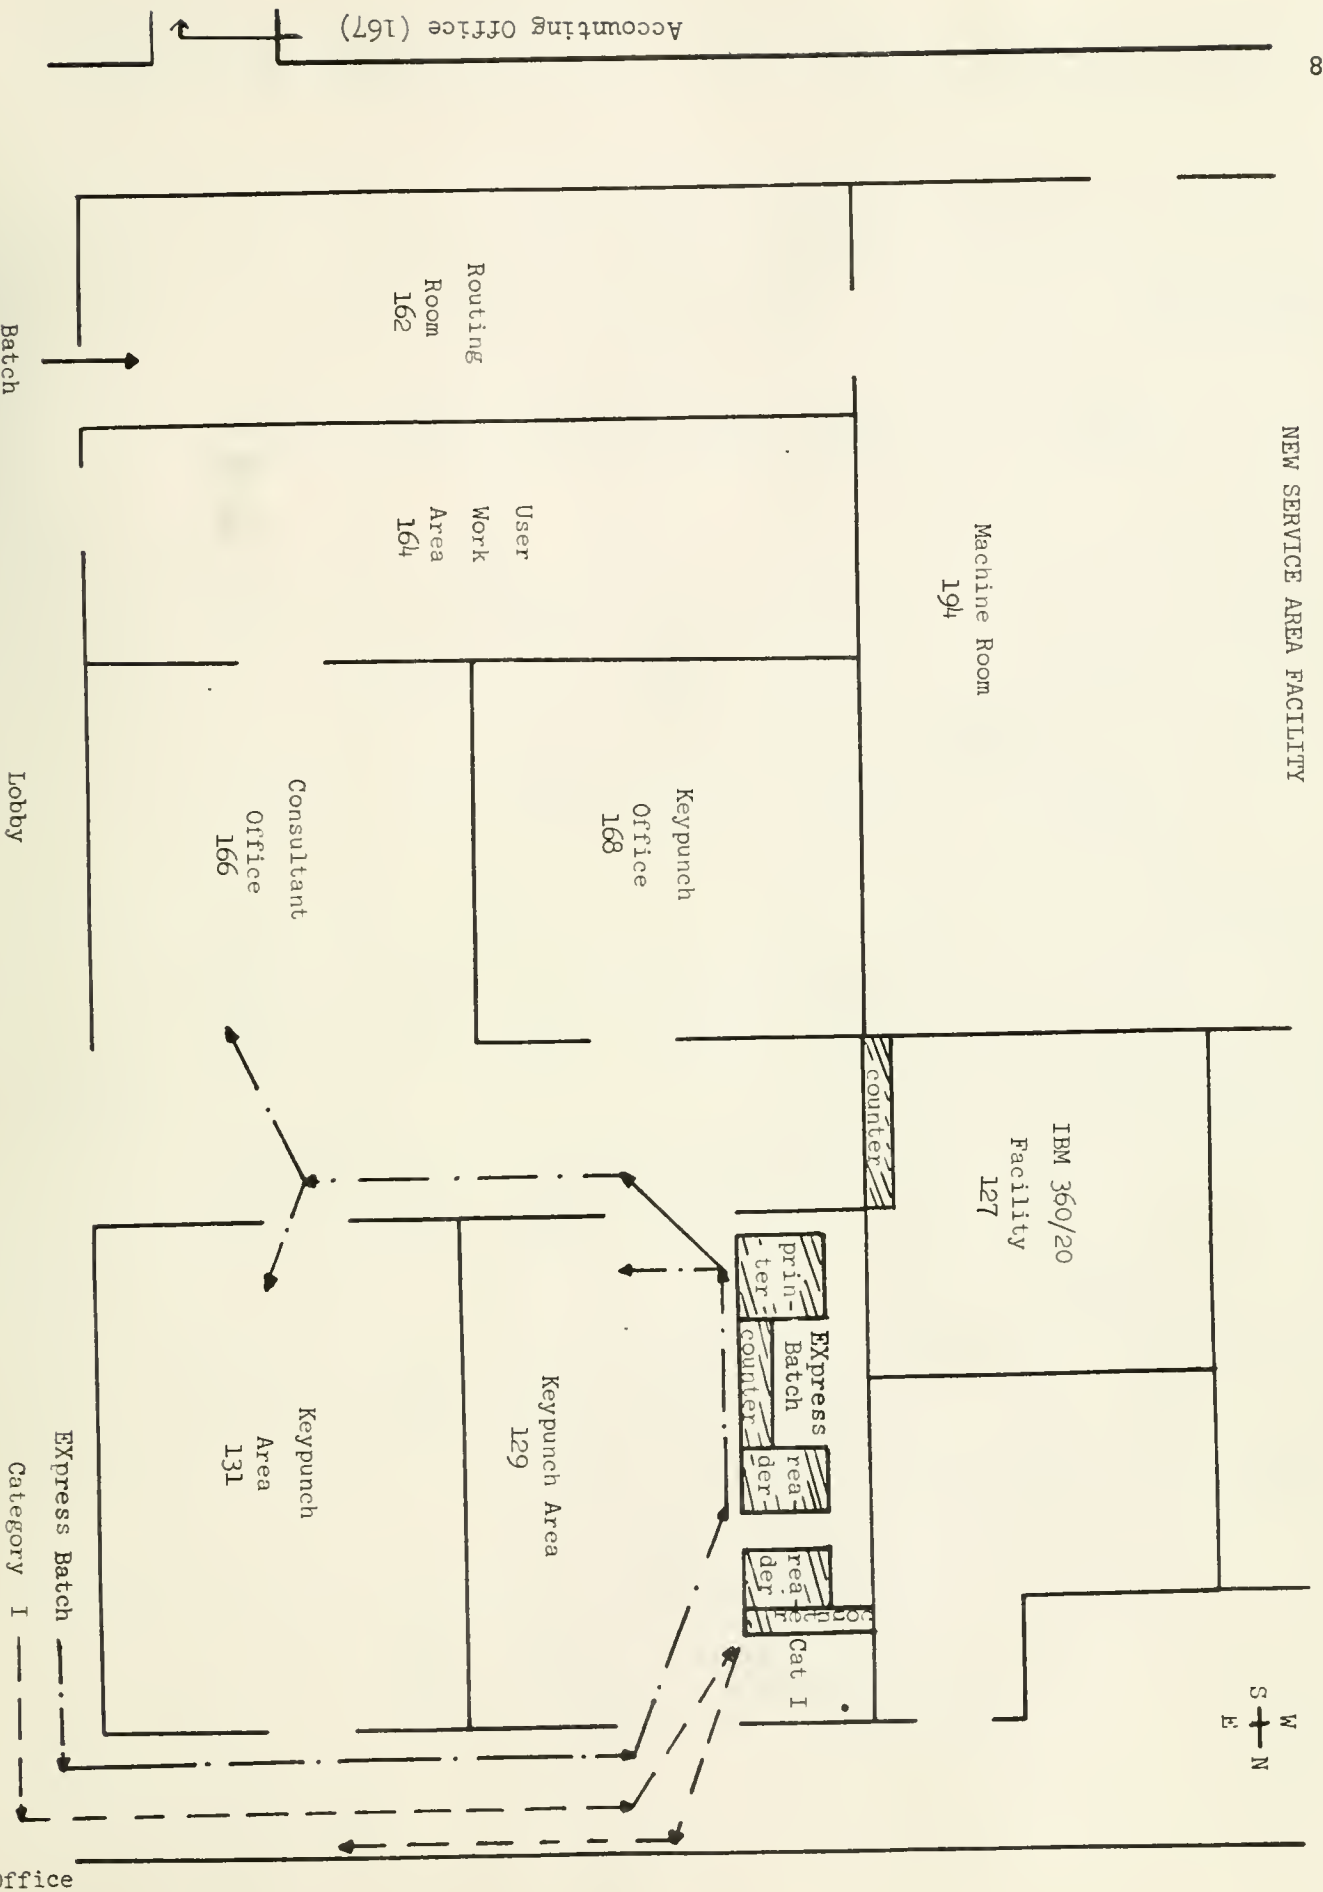 8
NEW SERVICE AREA FACILITY
Accounting Office (167)
Routing
Room
162
Batch
User
Work
Area
164
Machine Room
194
Consultant
Office
166
Keypunch
Office
168
Lobby
counter
IBM 360/20
Facility
127
prin-
ter
EXpress
Batch
counter
rea-
der
rea-
der
counter
Cat I
Keypunch Area
129
Keypunch
Area
131
EXpress Batch
Category I
W
S N
E
Office